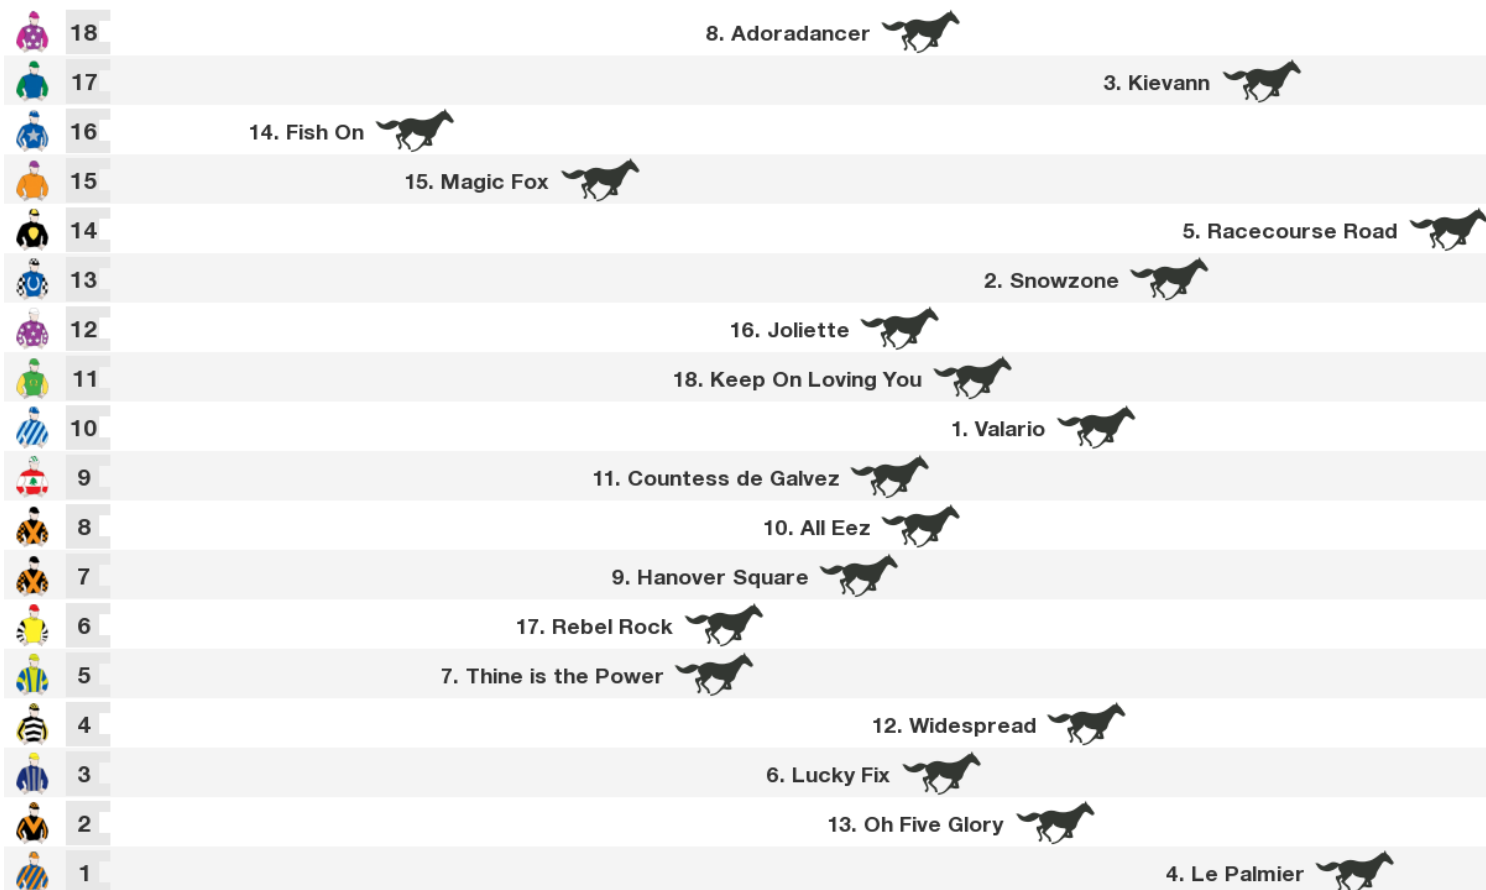 18 8. Adoradancer
17 3. Kievann
16 14. Fish On
15 15. Magic Fox
14 5. Racecourse Road
13 2. Snowzone
12 16. Joliette
11 18. Keep On Loving You
10 1. Valario
9 11. Countess de Galvez
8 10. All Eez
7 9. Hanover Square
6 17. Rebel Rock
5 7. Thine is the Power
4 12. Widespread
3 6. Lucky Fix
2 13. Oh Five Glory
1 4. Le Palmier